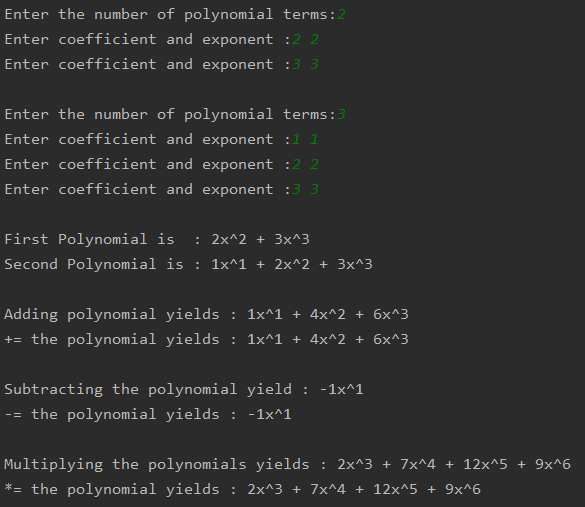 Enter the number of polynomial terms:2
Enter coefficient and exponent :2 2
Enter coefficient and exponent :3 3
Enter the number of polynomial terms:3
Enter coefficient and exponent :1 1
Enter coefficient and exponent :2 2
Enter coefficient and exponent :3 3
First Polynomial is  : 2x^2 + 3x^3
Second Polynomial is : 1x^1 + 2x^2 + 3x^3
Adding polynomial yields : 1x^1 + 4x^2 + 6x^3
+= the polynomial yields : 1x^1 + 4x^2 + 6x^3
Subtracting the polynomial yield : -1x^1
-= the polynomial yields : -1x^1
Multiplying the polynomials yields : 2x^3 + 7x^4 + 12x^5 + 9x^6
*= the polynomial yields : 2x^3 + 7x^4 + 12x^5 + 9x^6